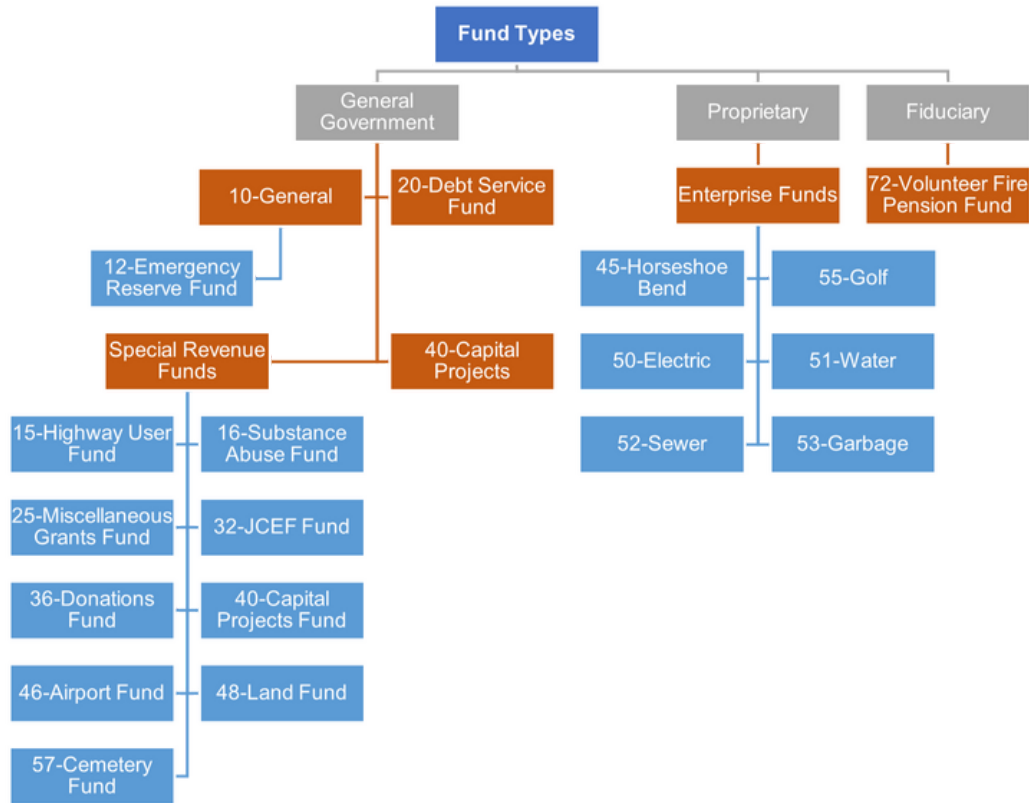 Fund Types
General
Government
Proprietary
Fiduciary
10-General
20-Debt Service
Fund
Enterprise Funds
72-Volunteer Fire
Pension Fund
12-Emergency
Reserve Fund
45-Horseshoe
Bend
55-Golf
Special Revenue
Funds
40-Capital
Projects
50-Electric
51-Water
15-Highway User
Fund
16-Substance
Abuse Fund
52-Sewer
53-Garbage
25-Miscellaneous
Grants Fund
32-JCEF Fund
36-Donations
Fund
40-Capital
Projects Fund
46-Airport Fund
48-Land Fund
57-Cemetery
Fund